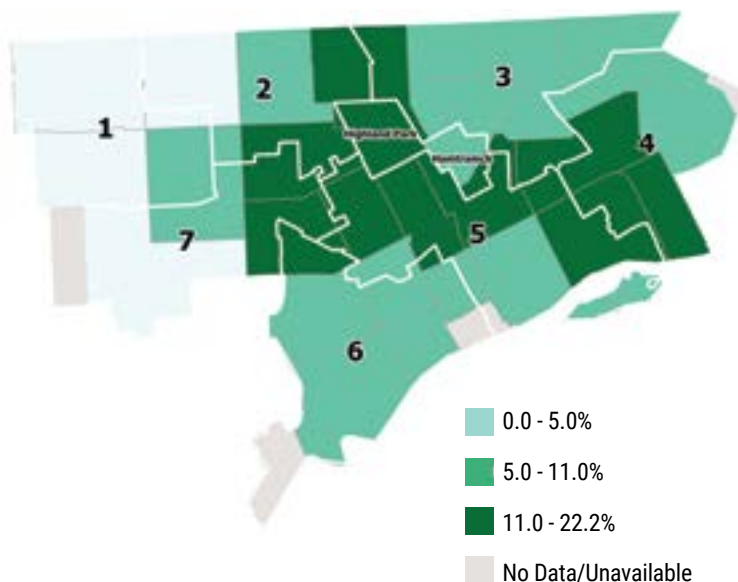 2
3
1
Highland Park
4
Hamtramck
7
5
6
0.0 - 5.0%
5.0 - 11.0%
11.0 - 22.2%
No Data/Unavailable